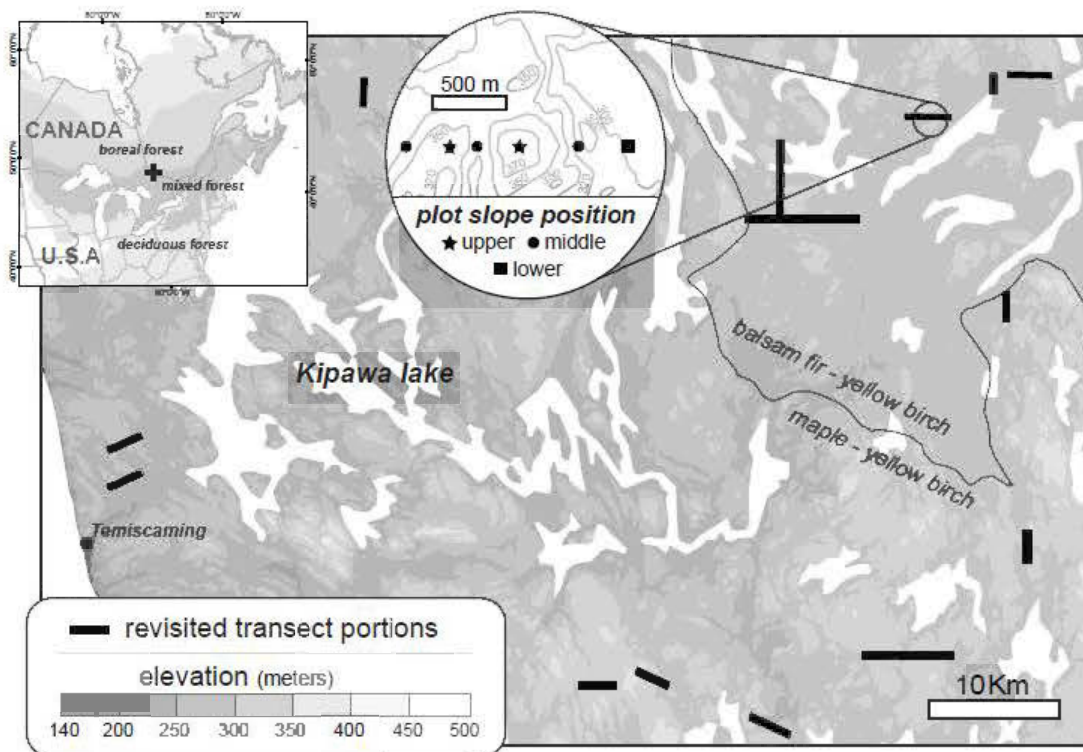 CANADA
boreal forest
mixed forest
deciduous forest
U.S.A
500 m
plot slope position
upper
middle
lower
Kipawa lake
balsam fir - yellow birch
maple - yellow birch
Temiscaming
revisited transect portions
elevation (meters)
140 200 250 300 350 400 450 500
10Km